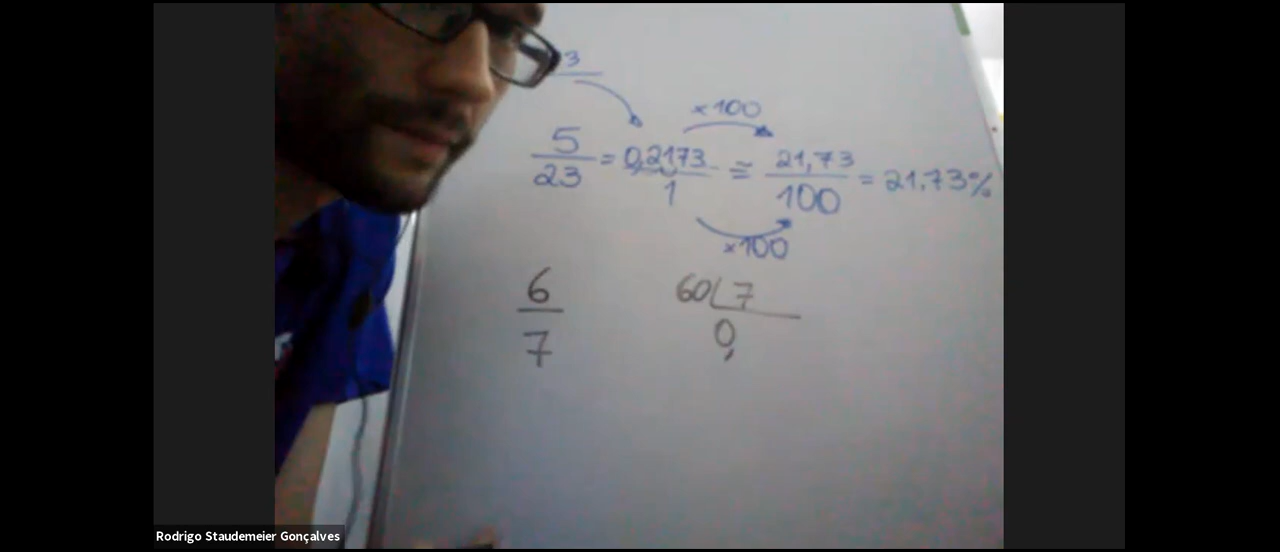 3
×100
5/23 = 0,2173/1 ≅ 21,73/100 = 21,73%
×100
6/7 60 7
0,
Rodrigo Staudemeier Gonçalves